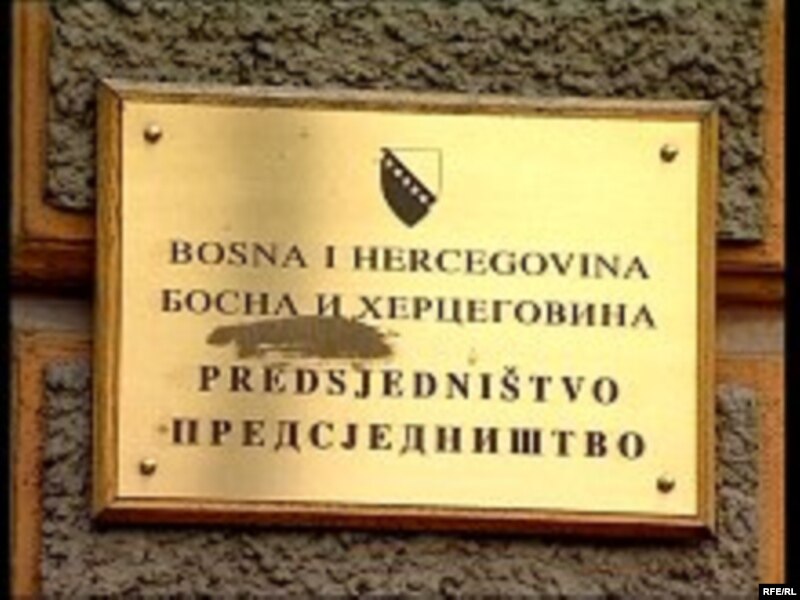 BOSNA I HERCEGOVINA
БОСНА И ХЕРЦЕГОВИНА
PREDSJEDNIŠTVO
ПРЕДСЈЕДНИШТВО
RFE/RL